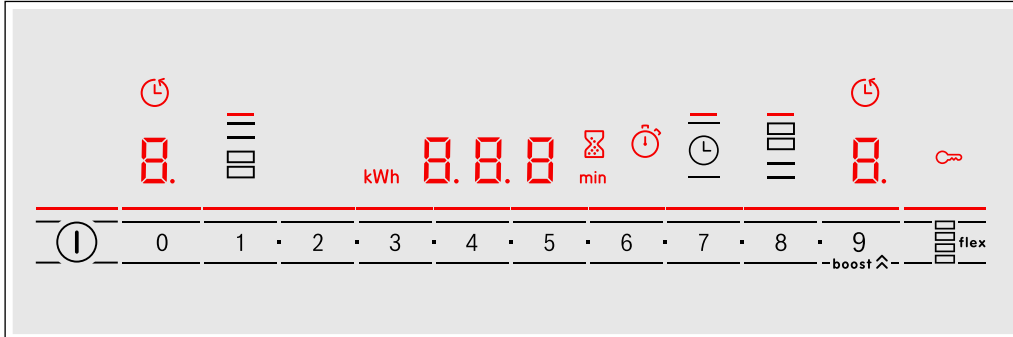 8. kWh 8.8.8 min 8.
0 1 · 2 · 3 · 4 · 5 · 6 · 7 · 8 · 9 flex
boost